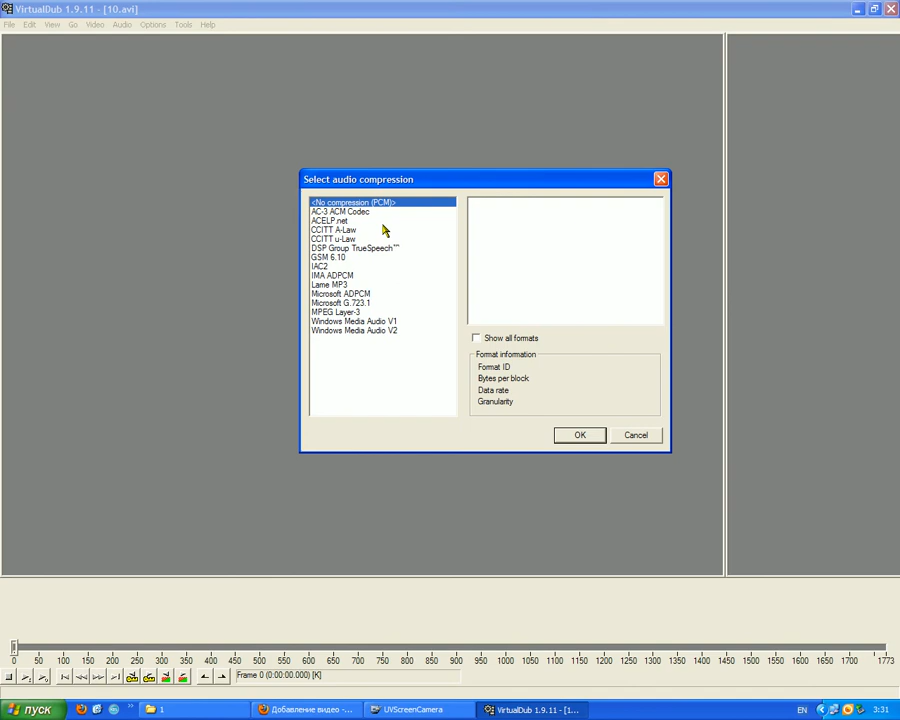 VirtualDub 1.9.11 - [10.avi]
File Edit View Go Video Audio Options Tools Help
Select audio compression
<No compression (PCM)>
AC-3 ACM Codec
ACELP.net
CCITT A-Law
CCITT u-Law
DSP Group TrueSpeech™
GSM 6.10
IAC2
IMA ADPCM
Lame MP3
Microsoft ADPCM
Microsoft G.723.1
MPEG Layer-3
Windows Media Audio V1
Windows Media Audio V2
Show all formats
Format information
Format ID
Bytes per block
Data rate
Granularity
OK Cancel
0 50 100 150 200 250 300 350 400 450 500 550 600 650 700 750 800 850 900 950 1000 1050 1100 1150 1200 1250 1300 1350 1400 1450 1500 1550 1600 1650 1700 1773
Frame 0 (0:00:00.000) [K]
пуск 1 Добавление видео -... UVScreenCamera VirtualDub 1.9.11 - [1... EN 3:31